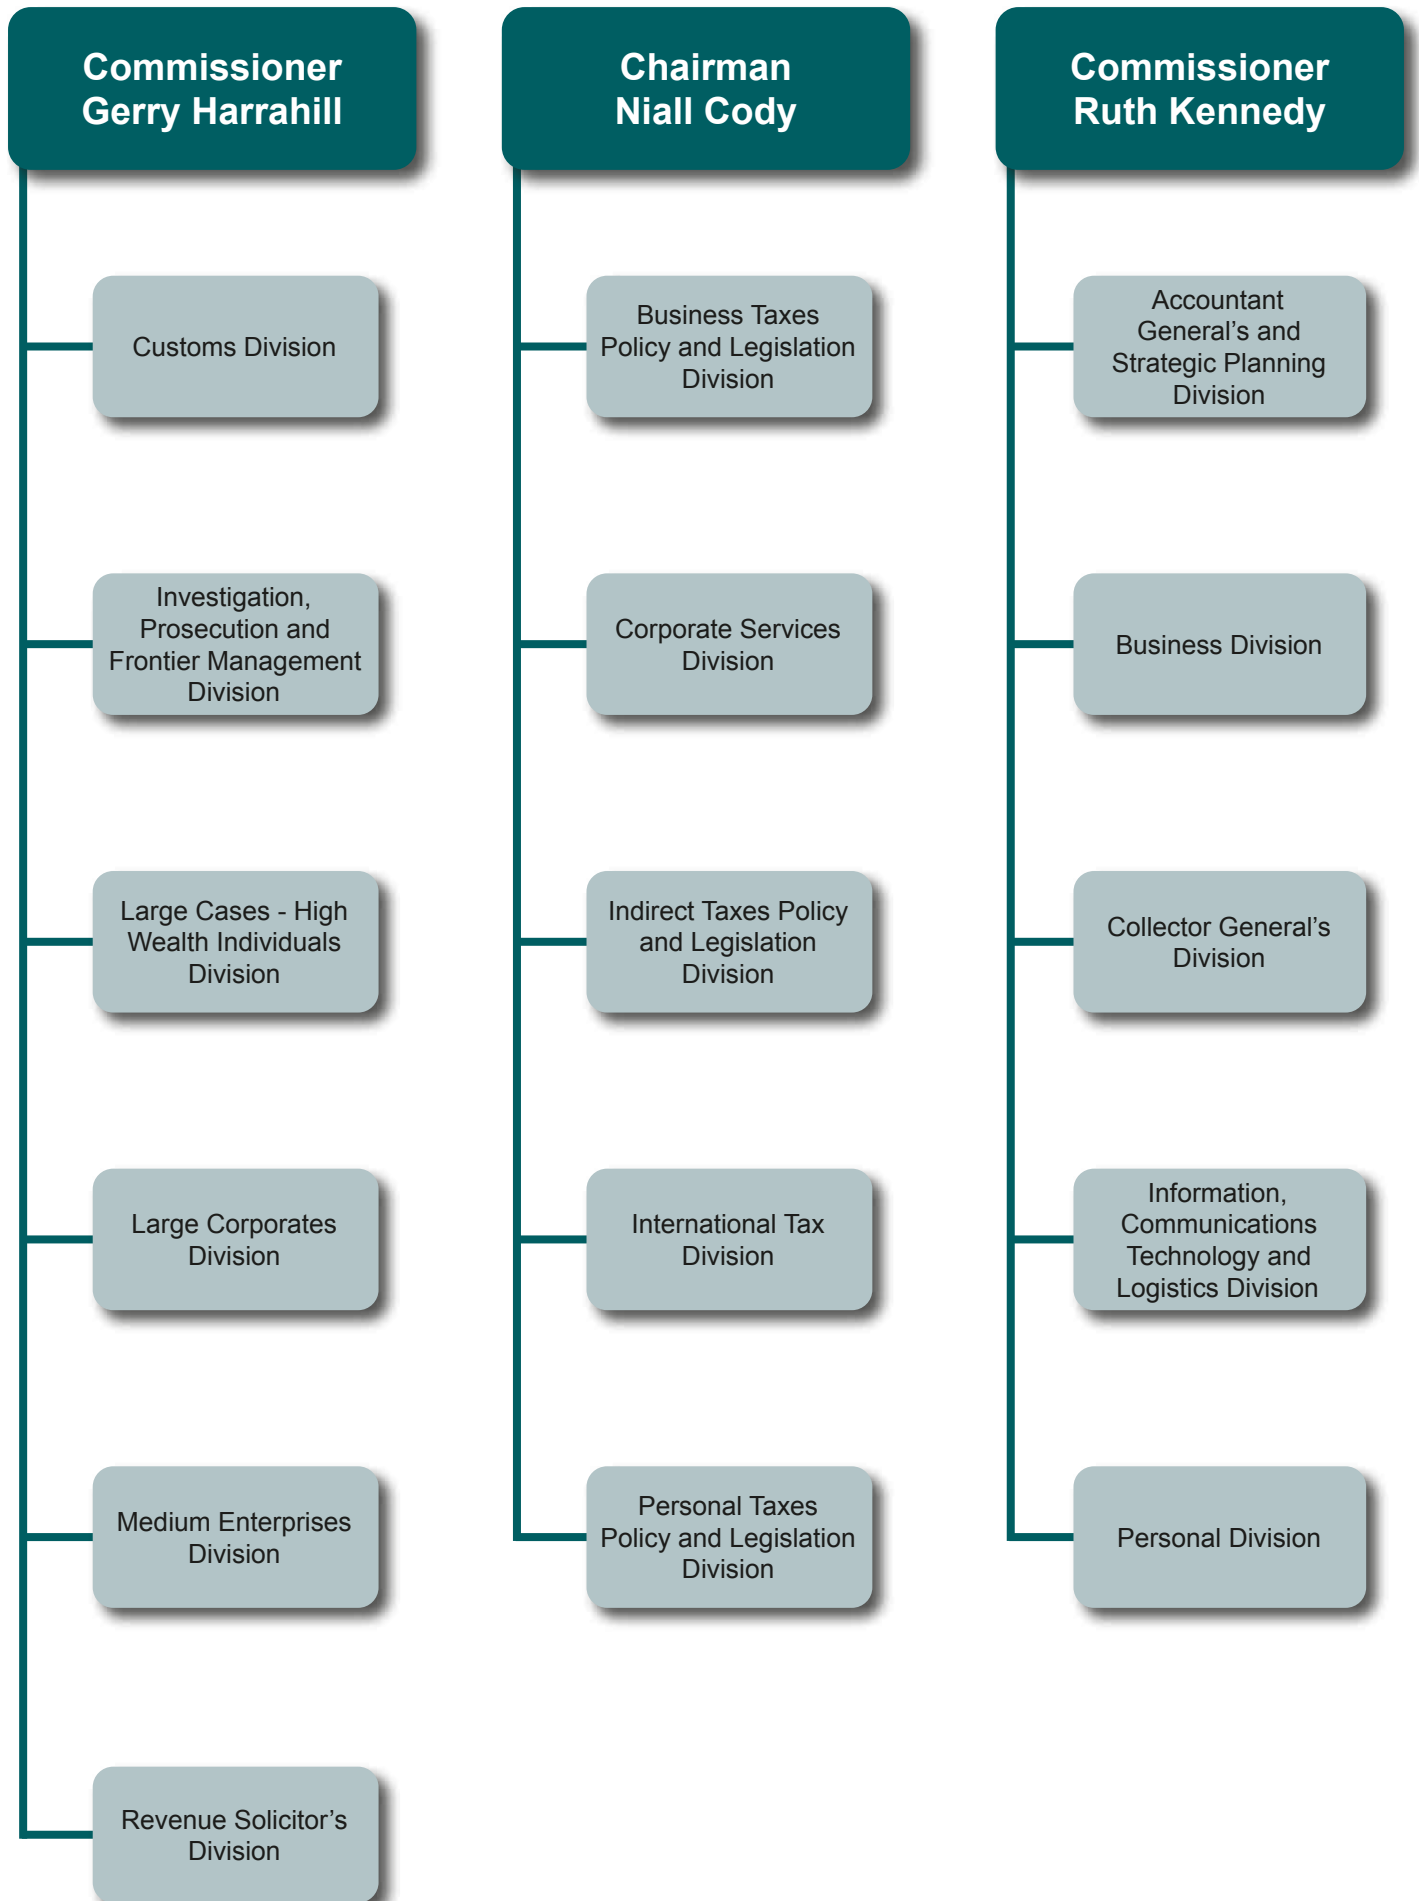 Commissioner
Gerry Harrahill
Customs Division
Investigation,
Prosecution and
Frontier Management
Division
Large Cases - High
Wealth Individuals
Division
Large Corporates
Division
Medium Enterprises
Division
Revenue Solicitor’s
Division
Chairman
Niall Cody
Business Taxes
Policy and Legislation
Division
Corporate Services
Division
Indirect Taxes Policy
and Legislation
Division
International Tax
Division
Personal Taxes
Policy and Legislation
Division
Commissioner
Ruth Kennedy
Accountant
General’s and
Strategic Planning
Division
Business Division
Collector General’s
Division
Information,
Communications
Technology and
Logistics Division
Personal Division